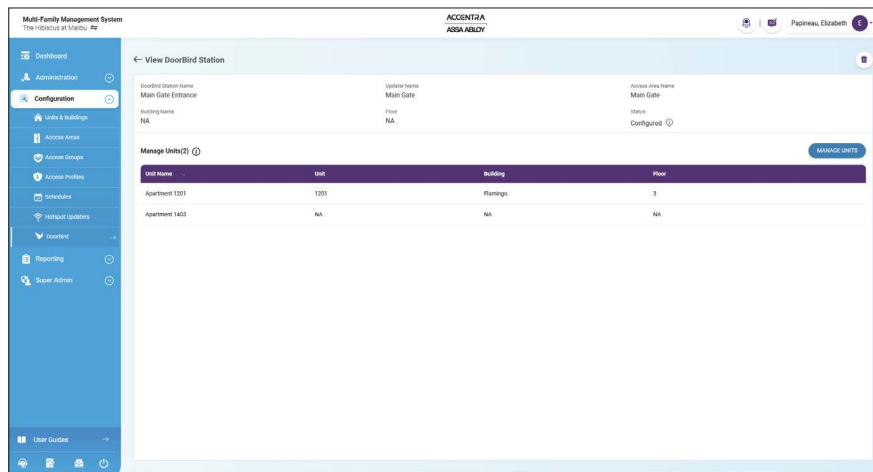 Multi-Family Management System
The Hibiscus at Malibu
ACCENTRA
ASSA ABLOY
Papineau, Elizabeth E
Dashboard
Administration
Configuration
Units & Buildings
Access Areas
Access Groups
Access Profiles
Schedules
Hotspot Updaters
DoorBird
Reporting
Super Admin
User Guides
← View DoorBird Station
DoorBird Station Name Updater Name Access Area Name
Main Gate Entrance Main Gate Main Gate
Building Name Floor Status
NA NA Configured
Manage Units(2) MANAGE UNITS
Unit Name Unit Building Floor
Apartment 1201 1201 Flamingo 3
Apartment 1403 NA NA NA